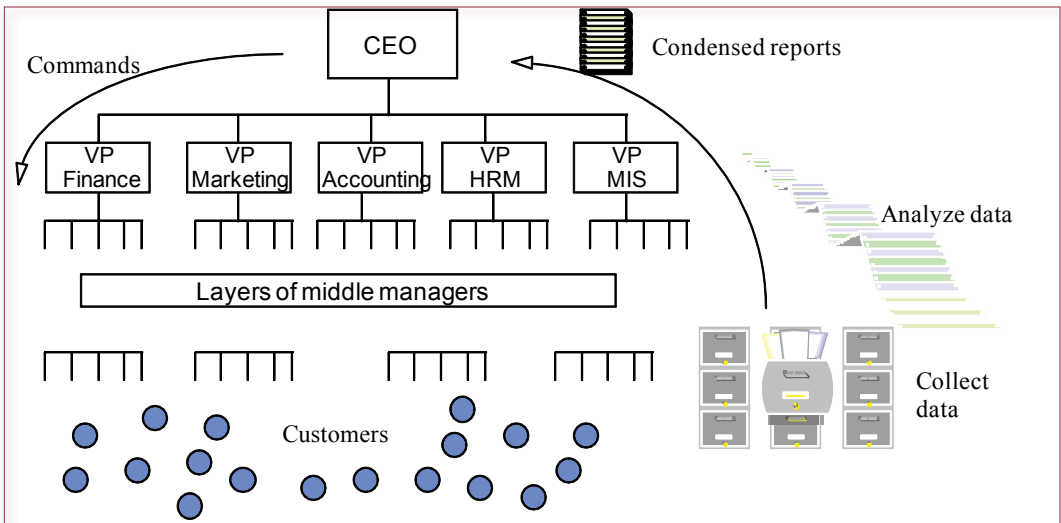 CEO
Condensed reports
Commands
VP
Finance
VP
Marketing
VP
Accounting
VP
HRM
VP
MIS
Analyze data
Layers of middle managers
Collect
data
Customers